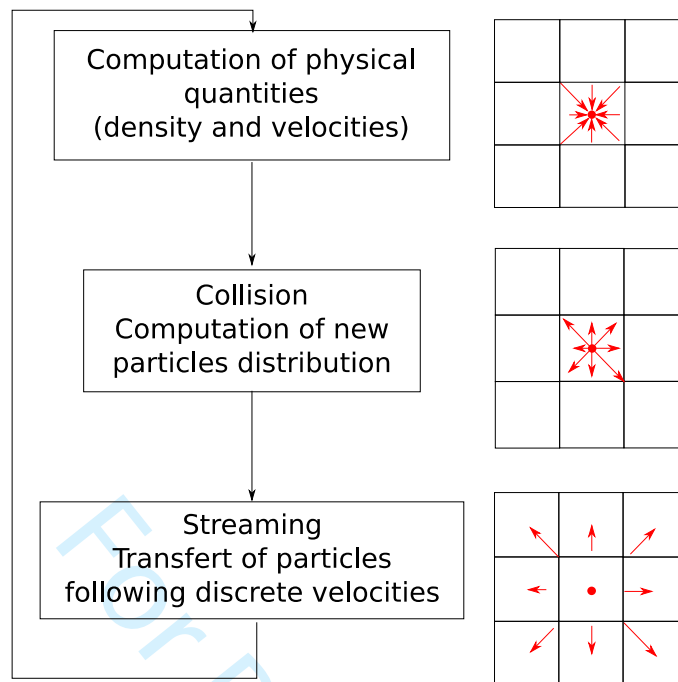 Computation of physical
quantities
(density and velocities)
Collision
Computation of new
particles distribution
Streaming
Transfert of particles
following discrete velocities
For